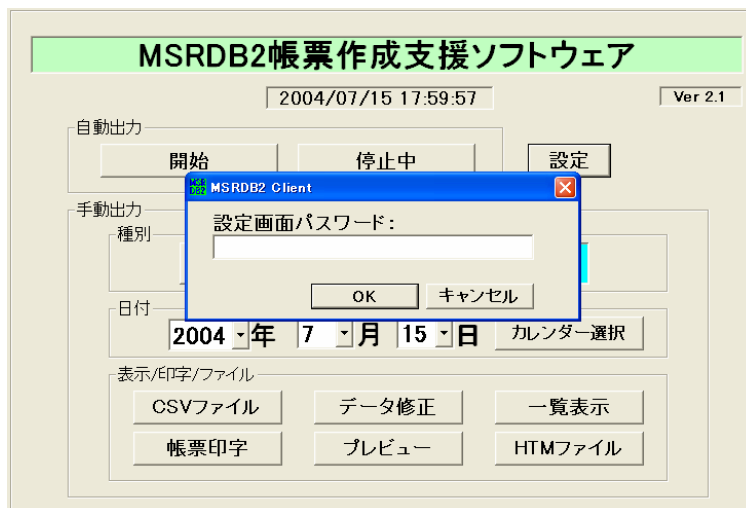 MSRDB2帳票作成支援ソフトウェア
2004/07/15 17:59:57
Ver 2.1
自動出力
開始
停止中
設定
MSR DB2
MSRDB2 Client
手動出力
種別
設定画面パスワード:
OK
キャンセル
日付
2004 年 7 月 15 日 カレンダー選択
表示/印字/ファイル
CSVファイル
データ修正
一覧表示
帳票印字
プレビュー
HTMファイル